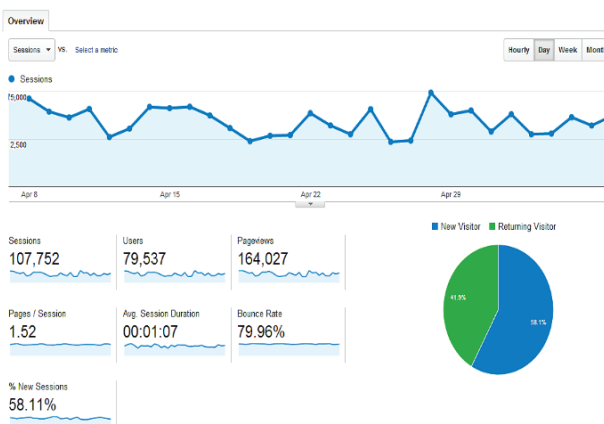 Overview
Sessions vs. Select a metric Hourly Day Week Mont
Sessions
75,000
2,500
Apr 8 Apr 15 Apr 22 Apr 29
New Visitor Returning Visitor
Sessions Users Pageviews
107,752 79,537 164,027
41.9%
58.1%
Pages / Session Avg. Session Duration Bounce Rate
1.52 00:01:07 79.96%
% New Sessions
58.11%